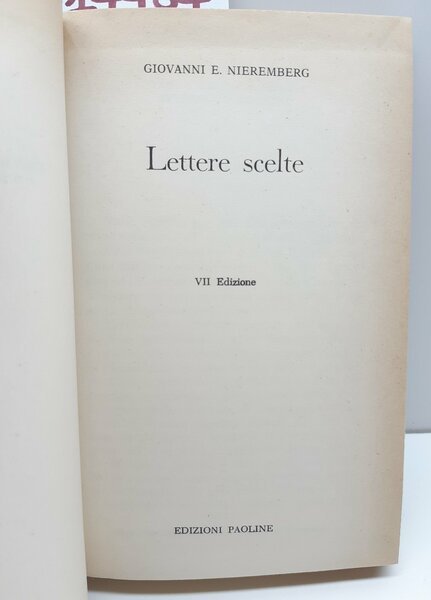 GIOVANNI E. NIEREMBERG
Lettere scelte
VII Edizione
EDIZIONI PAOLINE